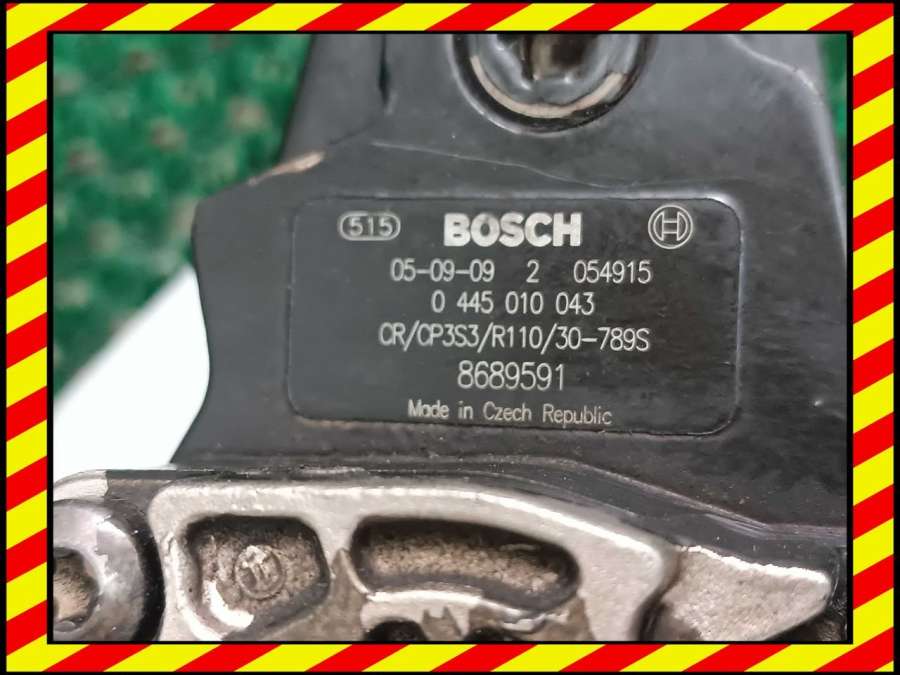 515 BOSCH
05-09-09 2 054915
0 445 010 043
CR/CP3S3/R110/30-789S
8689591
Made in Czech Republic